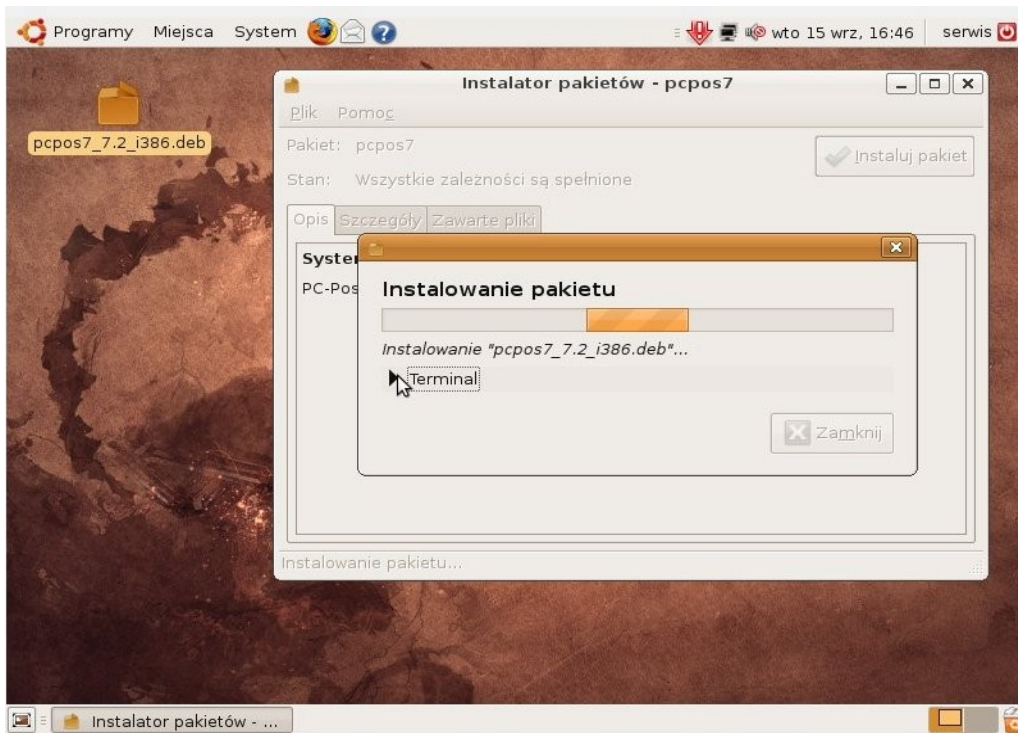 Programy Miejsca System wto 15 wrz, 16:46 serwis
pcpos7_7.2_i386.deb
Instalator pakietów - pcpos7
Plik Pomoc
Pakiet: pcpos7
Instaluj pakiet
Stan: Wszystkie zależności są spełnione
Opis Szczegóły Zawarte pliki
System
PC-Pos
Instalowanie pakietu
Instalowanie "pcpos7_7.2_i386.deb"...
Terminal
Zamknij
Instalowanie pakietu...
Instalator pakietów - ...